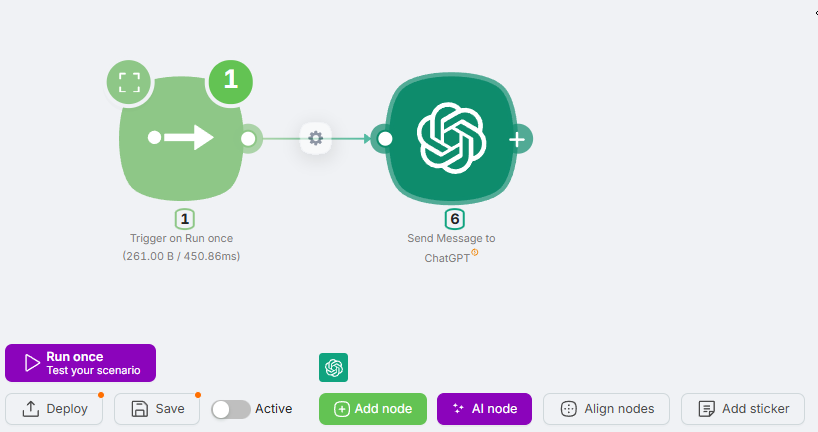 1
1
6
Trigger on Run once
(261.00 B / 450.86ms)
Send Message to
ChatGPT
Run once
Test your scenario
Deploy
Save
Active
Add node
AI node
Align nodes
Add sticker